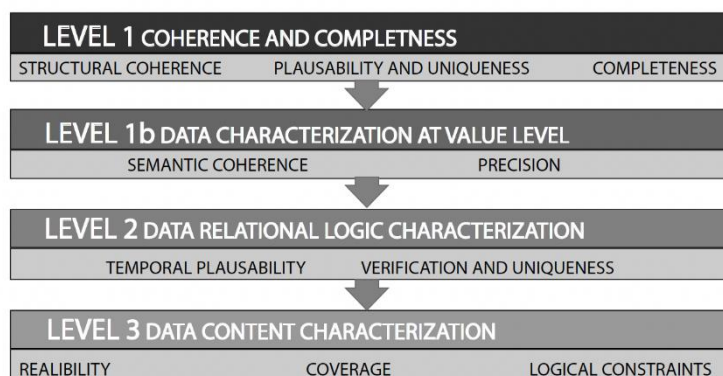 LEVEL 1 COHERENCE AND COMPLETNESS
STRUCTURAL COHERENCE PLAUSABILITY AND UNIQUENESS COMPLETENESS
LEVEL 1b DATA CHARACTERIZATION AT VALUE LEVEL
SEMANTIC COHERENCE PRECISION
LEVEL 2 DATA RELATIONAL LOGIC CHARACTERIZATION
TEMPORAL PLAUSABILITY VERIFICATION AND UNIQUENESS
LEVEL 3 DATA CONTENT CHARACTERIZATION
REALIBILITY COVERAGE LOGICAL CONSTRAINTS